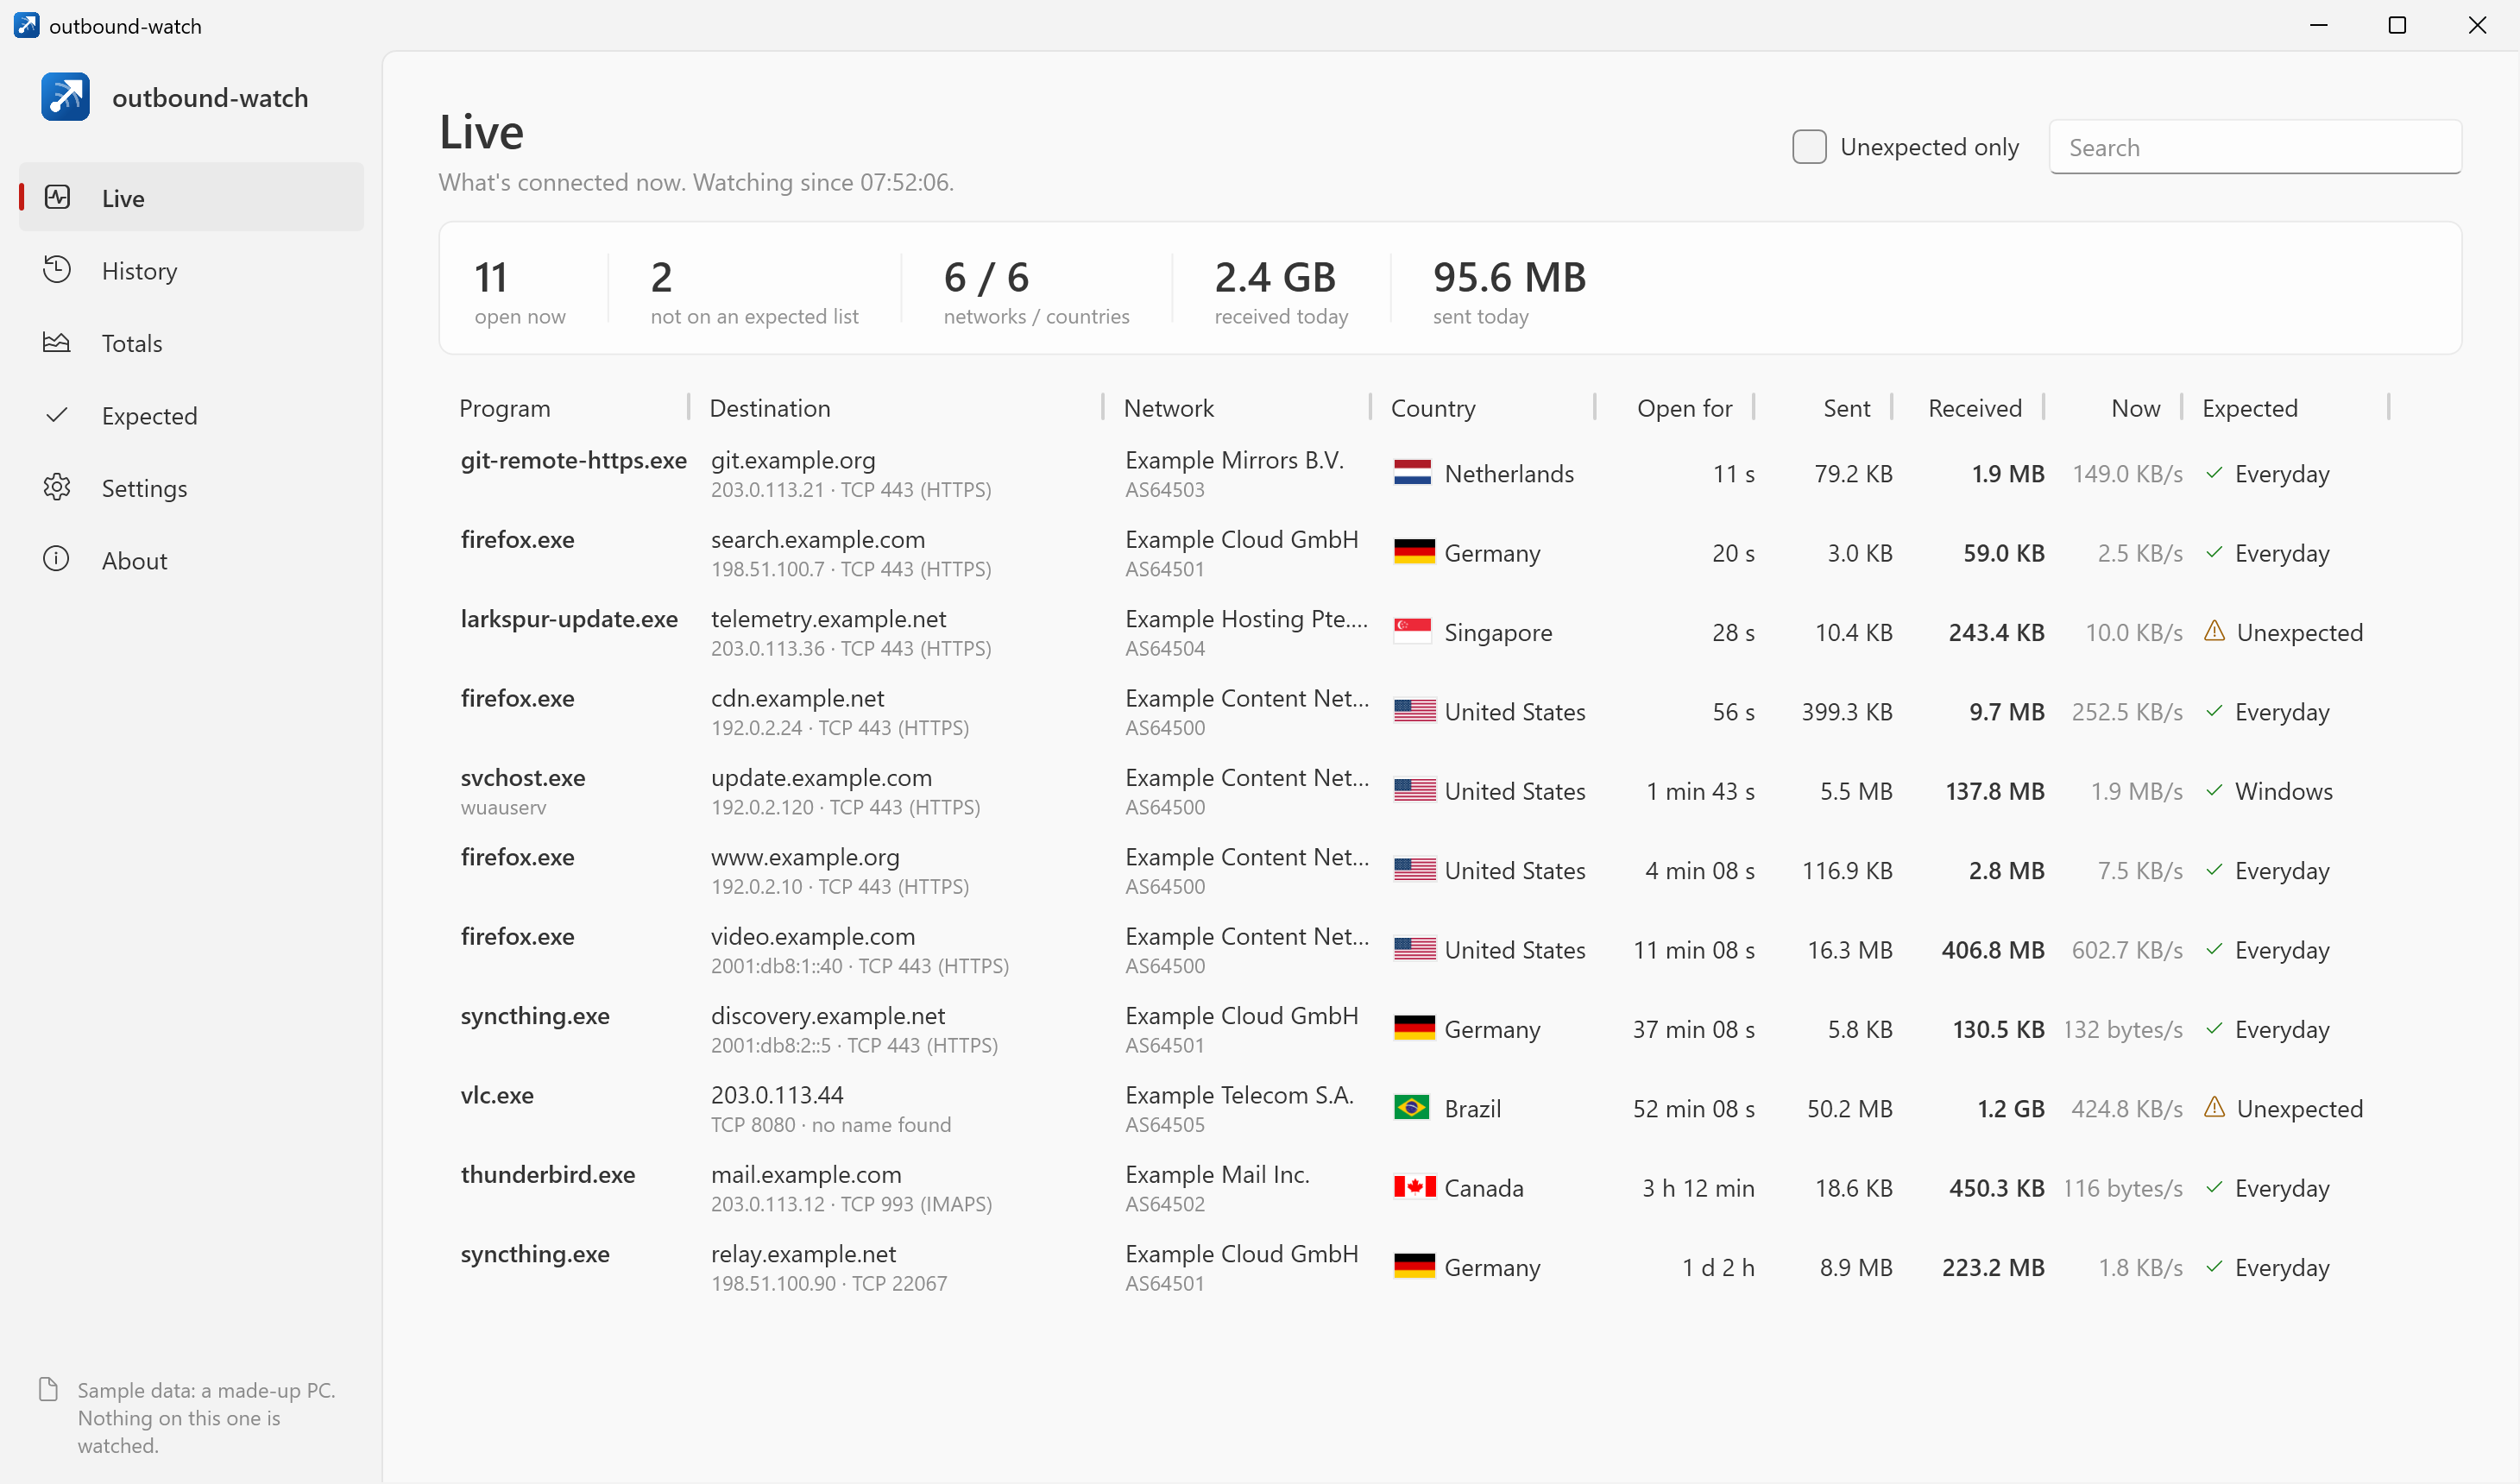 outbound-watch
outbound-watch
Live
History
Totals
Expected
Settings
About
Sample data: a made-up PC.
Nothing on this one is
watched.
Live
What's connected now. Watching since 07:52:06.
Unexpected only
Search
11 open now
2 not on an expected list
6 / 6 networks / countries
2.4 GB received today
95.6 MB sent today
Program Destination Network Country Open for Sent Received Now Expected
git-remote-https.exe git.example.org Example Mirrors B.V. Netherlands 11 s 79.2 KB 1.9 MB 149.0 KB/s Everyday
203.0.113.21 · TCP 443 (HTTPS) AS64503
firefox.exe search.example.com Example Cloud GmbH Germany 20 s 3.0 KB 59.0 KB 2.5 KB/s Everyday
198.51.100.7 · TCP 443 (HTTPS) AS64501
larkspur-update.exe telemetry.example.net Example Hosting Pte.... Singapore 28 s 10.4 KB 243.4 KB 10.0 KB/s Unexpected
203.0.113.36 · TCP 443 (HTTPS) AS64504
firefox.exe cdn.example.net Example Content Net... United States 56 s 399.3 KB 9.7 MB 252.5 KB/s Everyday
192.0.2.24 · TCP 443 (HTTPS) AS64500
svchost.exe update.example.com Example Content Net... United States 1 min 43 s 5.5 MB 137.8 MB 1.9 MB/s Windows
wuauserv 192.0.2.120 · TCP 443 (HTTPS) AS64500
firefox.exe www.example.org Example Content Net... United States 4 min 08 s 116.9 KB 2.8 MB 7.5 KB/s Everyday
192.0.2.10 · TCP 443 (HTTPS) AS64500
firefox.exe video.example.com Example Content Net... United States 11 min 08 s 16.3 MB 406.8 MB 602.7 KB/s Everyday
2001:db8:1::40 · TCP 443 (HTTPS) AS64500
syncthing.exe discovery.example.net Example Cloud GmbH Germany 37 min 08 s 5.8 KB 130.5 KB 132 bytes/s Everyday
2001:db8:2::5 · TCP 443 (HTTPS) AS64501
vlc.exe 203.0.113.44 Example Telecom S.A. Brazil 52 min 08 s 50.2 MB 1.2 GB 424.8 KB/s Unexpected
TCP 8080 · no name found AS64505
thunderbird.exe mail.example.com Example Mail Inc. Canada 3 h 12 min 18.6 KB 450.3 KB 116 bytes/s Everyday
203.0.113.12 · TCP 993 (IMAPS) AS64502
syncthing.exe relay.example.net Example Cloud GmbH Germany 1 d 2 h 8.9 MB 223.2 MB 1.8 KB/s Everyday
198.51.100.90 · TCP 22067 AS64501